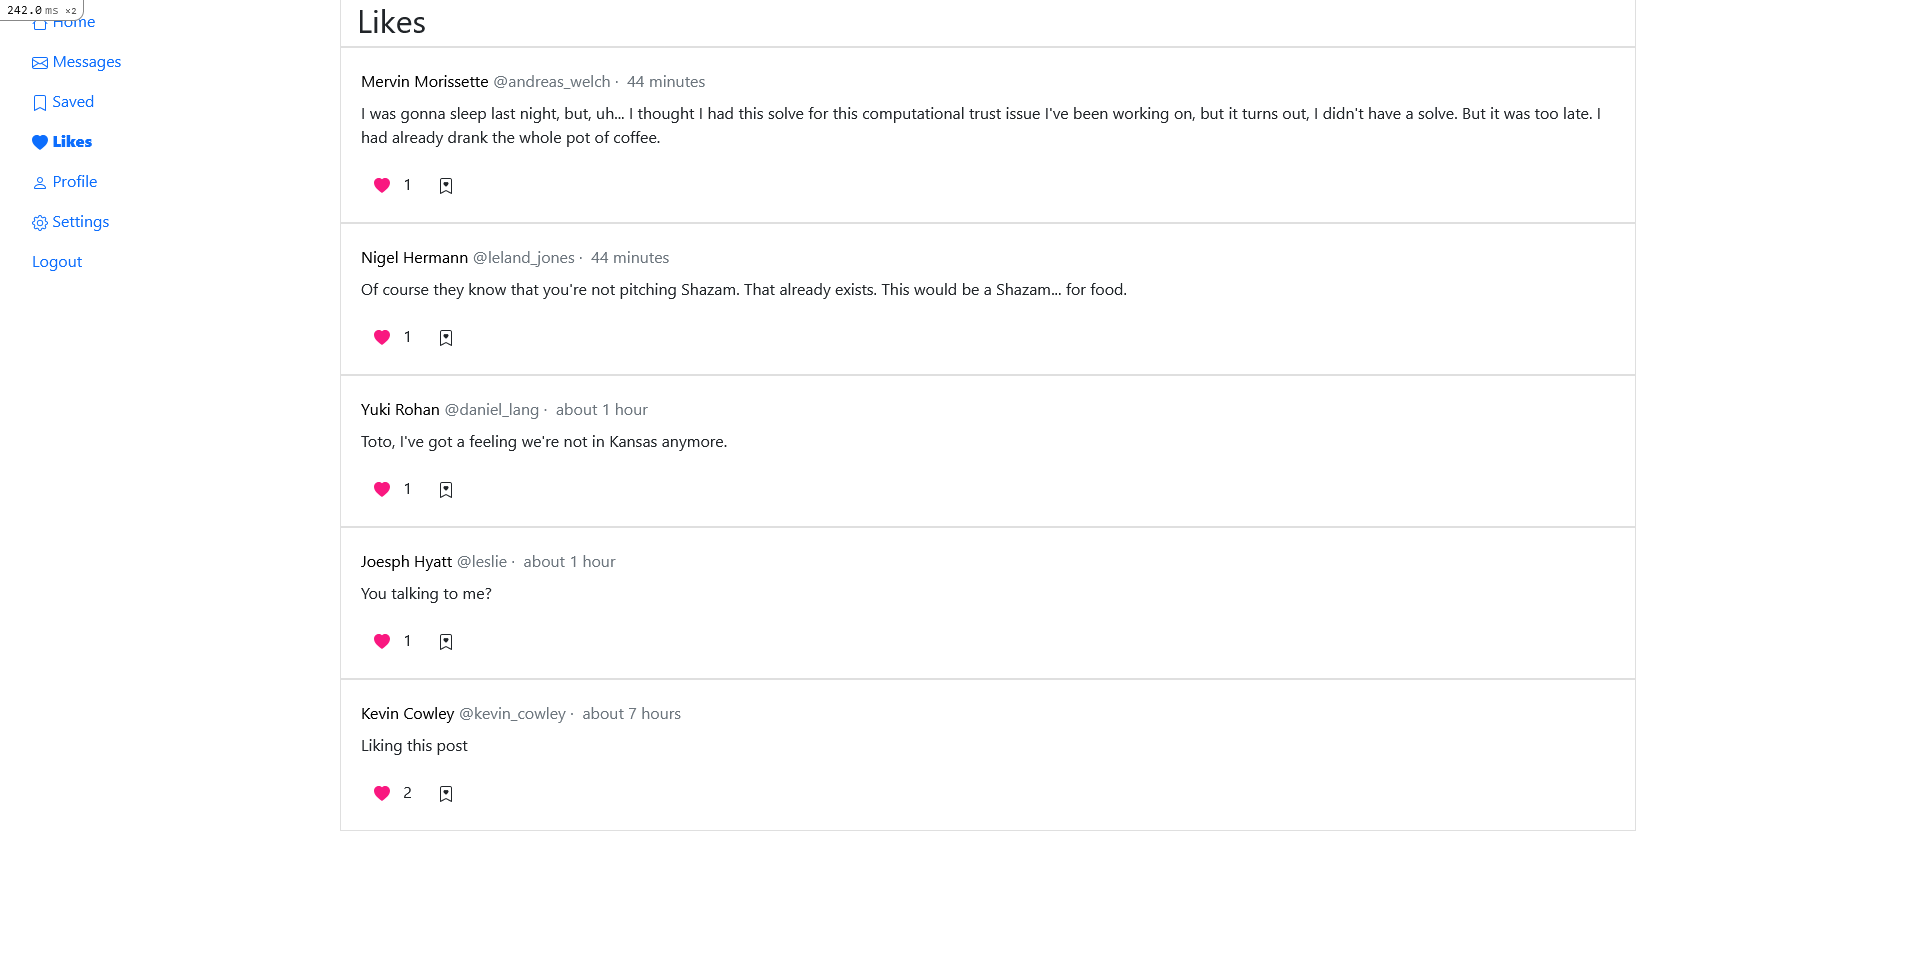 242.0 ms ×2
Home
Messages
Saved
Likes
Profile
Settings
Logout
Likes
Mervin Morissette @andreas_welch · 44 minutes
I was gonna sleep last night, but, uh... I thought I had this solve for this computational trust issue I've been working on, but it turns out, I didn't have a solve. But it was too late. I
had already drank the whole pot of coffee.
1
Nigel Hermann @leland_jones · 44 minutes
Of course they know that you're not pitching Shazam. That already exists. This would be a Shazam... for food.
1
Yuki Rohan @daniel_lang · about 1 hour
Toto, I've got a feeling we're not in Kansas anymore.
1
Joesph Hyatt @leslie · about 1 hour
You talking to me?
1
Kevin Cowley @kevin_cowley · about 7 hours
Liking this post
2